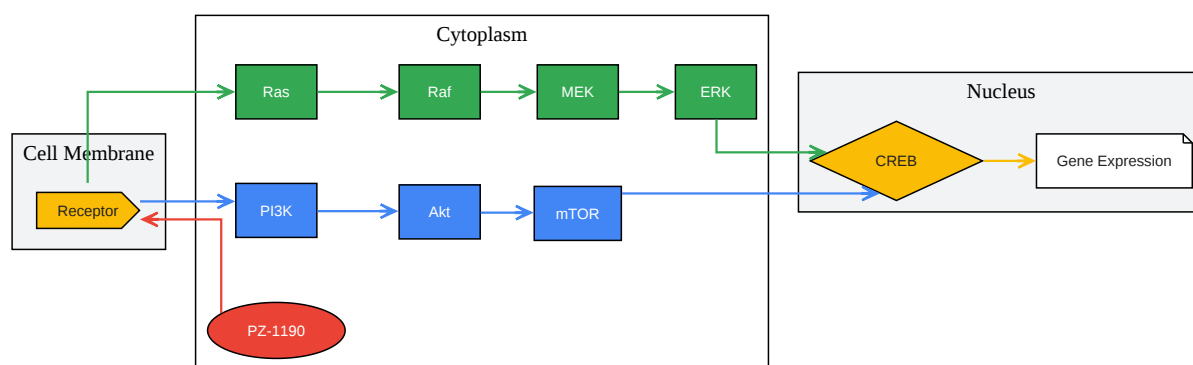 Cytoplasm
Ras
Raf
MEK
ERK
Nucleus
Cell Membrane
CREB
Gene Expression
Receptor
PI3K
Akt
mTOR
PZ-1190